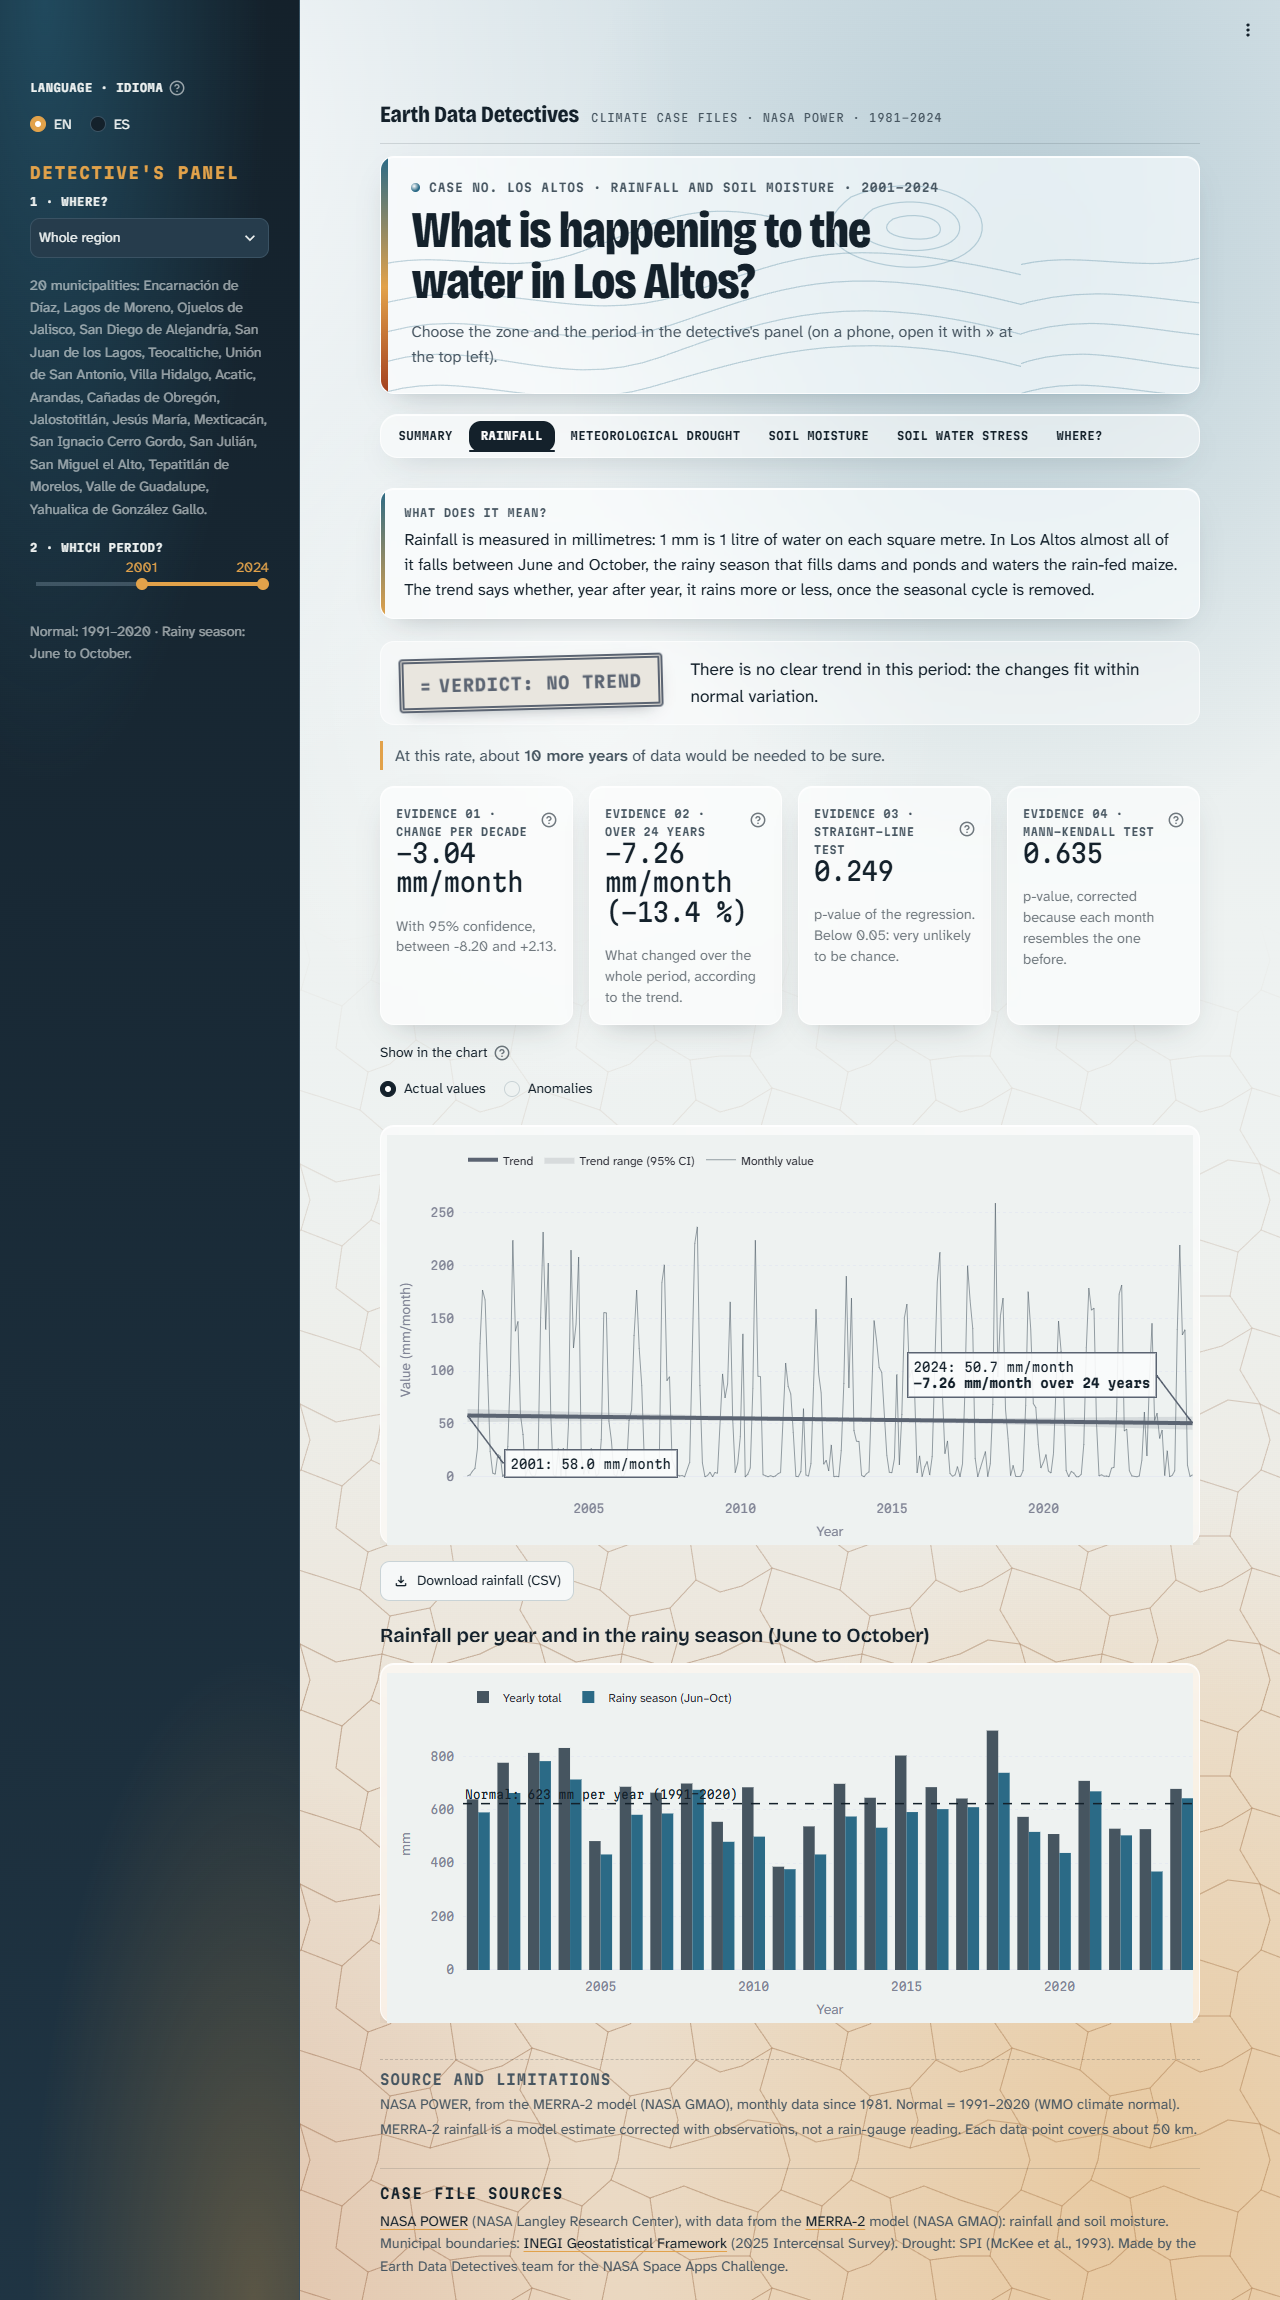 LANGUAGE · IDIOMA
EN
ES
DETECTIVE'S PANEL
1 · WHERE?
Whole region
20 municipalities: Encarnación de
Díaz, Lagos de Moreno, Ojuelos de
Jalisco, San Diego de Alejandría, San
Juan de los Lagos, Teocaltiche, Unión
de San Antonio, Villa Hidalgo, Acatic,
Arandas, Cañadas de Obregón,
Jalostotitlán, Jesús María, Mexticacán,
San Ignacio Cerro Gordo, San Julián,
San Miguel el Alto, Tepatitlán de
Morelos, Valle de Guadalupe,
Yahualica de González Gallo.
2 · WHICH PERIOD?
2001 2024
Normal: 1991–2020 · Rainy season:
June to October.
Earth Data Detectives CLIMATE CASE FILES · NASA POWER · 1981–2024
CASE NO. LOS ALTOS · RAINFALL AND SOIL MOISTURE · 2001–2024
What is happening to the
water in Los Altos?
Choose the zone and the period in the detective's panel (on a phone, open it with » at
the top left).
SUMMARY RAINFALL METEOROLOGICAL DROUGHT SOIL MOISTURE SOIL WATER STRESS WHERE?
WHAT DOES IT MEAN?
Rainfall is measured in millimetres: 1 mm is 1 litre of water on each square metre. In Los Altos almost all of
it falls between June and October, the rainy season that fills dams and ponds and waters the rain-fed maize.
The trend says whether, year after year, it rains more or less, once the seasonal cycle is removed.
= VERDICT: NO TREND
There is no clear trend in this period: the changes fit within
normal variation.
At this rate, about 10 more years of data would be needed to be sure.
EVIDENCE 01 ·
CHANGE PER DECADE
−3.04
mm/month
With 95% confidence,
between -8.20 and +2.13.
EVIDENCE 02 ·
OVER 24 YEARS
−7.26
mm/month
(−13.4 %)
What changed over the
whole period, according
to the trend.
EVIDENCE 03 ·
STRAIGHT-LINE
TEST
0.249
p-value of the regression.
Below 0.05: very unlikely
to be chance.
EVIDENCE 04 ·
MANN-KENDALL TEST
0.635
p-value, corrected
because each month
resembles the one
before.
Show in the chart
Actual values
Anomalies
Trend Trend range (95% CI) Monthly value
250
200
150
100
50
0
Value (mm/month)
2024: 50.7 mm/month
−7.26 mm/month over 24 years
2001: 58.0 mm/month
2005 2010 2015 2020
Year
Download rainfall (CSV)
Rainfall per year and in the rainy season (June to October)
Yearly total Rainy season (Jun–Oct)
800
600
400
200
0
mm
Normal: 623 mm per year (1991–2020)
2005 2010 2015 2020
Year
SOURCE AND LIMITATIONS
NASA POWER, from the MERRA-2 model (NASA GMAO), monthly data since 1981. Normal = 1991–2020 (WMO climate normal).
MERRA-2 rainfall is a model estimate corrected with observations, not a rain-gauge reading. Each data point covers about 50 km.
CASE FILE SOURCES
NASA POWER (NASA Langley Research Center), with data from the MERRA-2 model (NASA GMAO): rainfall and soil moisture.
Municipal boundaries: INEGI Geostatistical Framework (2025 Intercensal Survey). Drought: SPI (McKee et al., 1993). Made by the
Earth Data Detectives team for the NASA Space Apps Challenge.